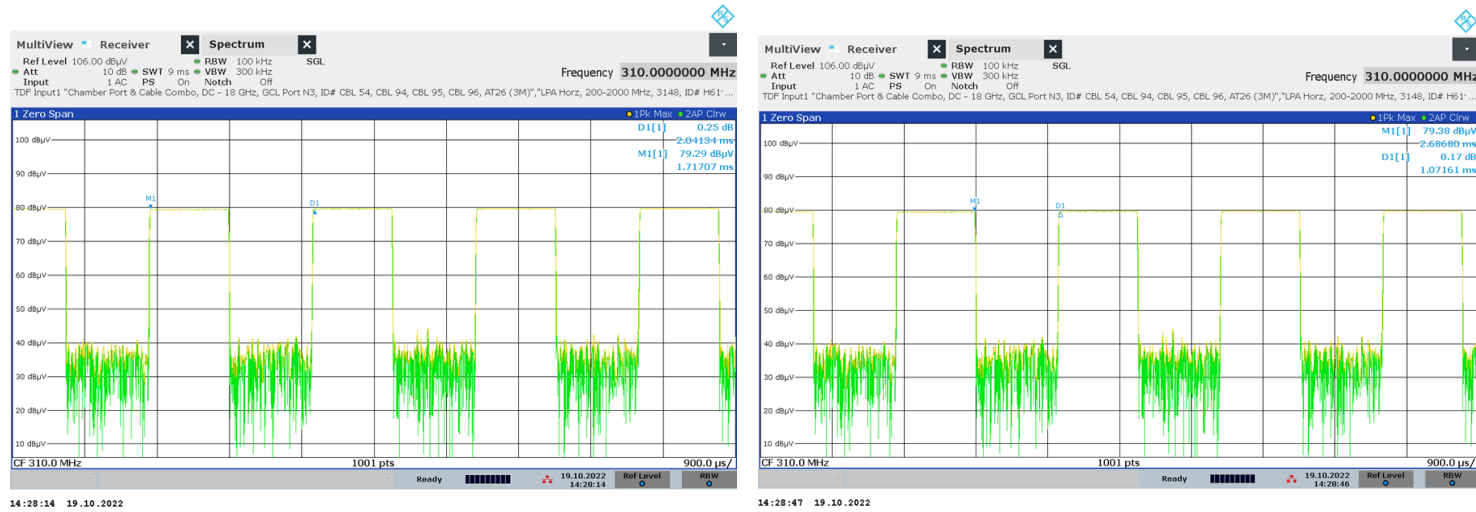 MultiView Receiver X Spectrum X
Ref Level 106.00 dBµV RBW 100 kHz SGL
Att 10 dB SWT 9 ms VBW 300 kHz
Input 1 AC PS On Notch Off
Frequency 310.0000000 MHz
TDF Input1 "Chamber Port & Cable Combo, DC - 18 GHz, GCL Port N3, ID# CBL 54, CBL 94, CBL 95, CBL 96, AT26 (3M)","LPA Horz, 200-2000 MHz, 3148, ID# H61 ...
1 Zero Span 1Pk Max 2AP Clrw
D1[1] 0.25 dB
2.04134 ms
M1[1] 79.29 dBµV
1.71707 ms
100 dBµV
90 dBµV
80 dBµV
70 dBµV
60 dBµV
50 dBµV
40 dBµV
30 dBµV
20 dBµV
10 dBµV
M1
D1
CF 310.0 MHz 1001 pts 900.0 µs/
Ready 19.10.2022 14:28:14 Ref Level RBW
14:28:14 19.10.2022
MultiView Receiver X Spectrum X
Ref Level 106.00 dBµV RBW 100 kHz SGL
Att 10 dB SWT 9 ms VBW 300 kHz
Input 1 AC PS On Notch Off
Frequency 310.0000000 MHz
TDF Input1 "Chamber Port & Cable Combo, DC - 18 GHz, GCL Port N3, ID# CBL 54, CBL 94, CBL 95, CBL 96, AT26 (3M)","LPA Horz, 200-2000 MHz, 3148, ID# H61 ...
1 Zero Span 1Pk Max 2AP Clrw
M1[1] 79.38 dBµV
2.68680 ms
D1[1] 0.17 dB
1.07161 ms
100 dBµV
90 dBµV
80 dBµV
70 dBµV
60 dBµV
50 dBµV
40 dBµV
30 dBµV
20 dBµV
10 dBµV
M1
D1
CF 310.0 MHz 1001 pts 900.0 µs/
Ready 19.10.2022 14:28:46 Ref Level RBW
14:28:47 19.10.2022